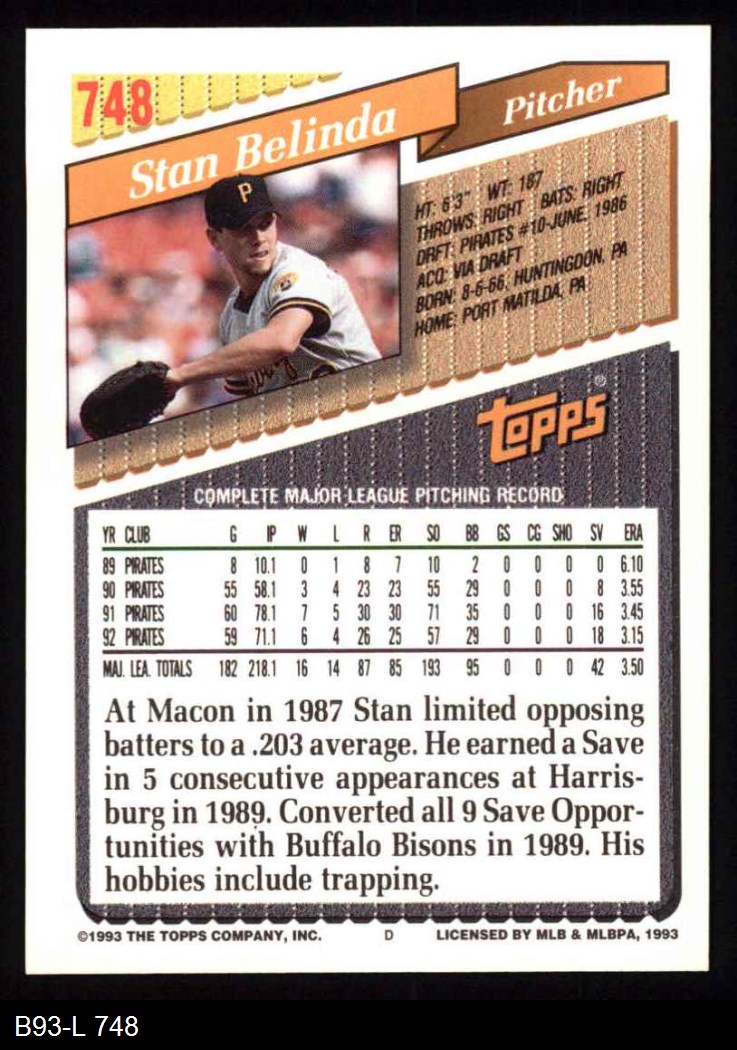 748
Stan Belinda
Pitcher
P
HT: 6'3" WT: 187
THROWS: RIGHT BATS: RIGHT
DRFT: PIRATES #10-JUNE, 1986
ACQ: VIA DRAFT
BORN: 8-6-66, HUNTINGDON, PA
HOME: PORT MATILDA, PA
TOPPS®
COMPLETE MAJOR LEAGUE PITCHING RECORD
YR CLUB G IP W L R ER SO BB GS CG SHO SV ERA
89 PIRATES 8 10.1 0 1 8 7 10 2 0 0 0 0 6.10
90 PIRATES 55 58.1 3 4 23 23 55 29 0 0 0 8 3.55
91 PIRATES 60 78.1 7 5 30 30 71 35 0 0 0 16 3.45
92 PIRATES 59 71.1 6 4 26 25 57 29 0 0 0 18 3.15
MAJ. LEA. TOTALS 182 218.1 16 14 87 85 193 95 0 0 0 42 3.50
At Macon in 1987 Stan limited opposing
batters to a .203 average. He earned a Save
in 5 consecutive appearances at Harris-
burg in 1989. Converted all 9 Save Oppor-
tunities with Buffalo Bisons in 1989. His
hobbies include trapping.
©1993 THE TOPPS COMPANY, INC. D LICENSED BY MLB & MLBPA, 1993
B93-L 748